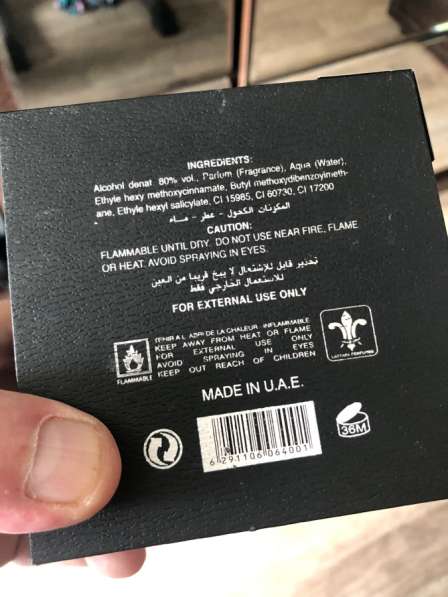 INGREDIENTS:
Alcohol denat. 80% vol., Parfum (Fragrance), Aqua (Water),
Ethyle hexy methoxycinnamate, Butyl methoxydibenzoyimeth-
ane, Ethyle hexyl salicylate, CI 15985, CI 60730, CI 17200
المكونات الكحول - عطر - مـاء
CAUTION:
FLAMMABLE UNTIL DRY. DO NOT USE NEAR FIRE, FLAME
OR HEAT. AVOID SPRAYING IN EYES.
تحذير قابل للإشتعال لا يبخ قريبا من العين
للاستعمال الخارجي فقط
FOR EXTERNAL USE ONLY
TENIR A L'ABRI DE LA CHALEUR INFLAMMABLE
KEEP AWAY FROM HEAT OR FLAME
FOR EXTERNAL USE ONLY
AVOID SPRAYING IN EYES
KEEP OUT REACH OF CHILDREN
FLAMMABLE
LATTAFA PERFUMES
MADE IN U.A.E.
36M
6 291106 064001